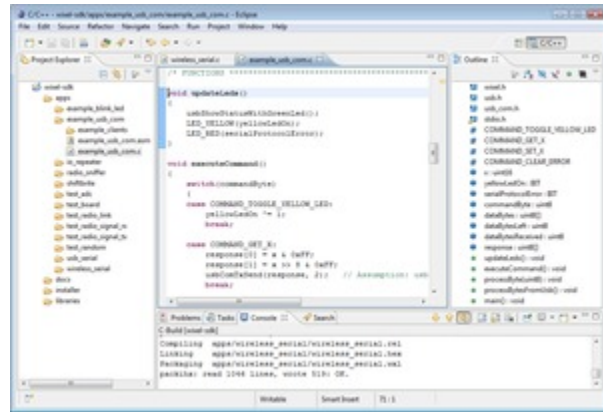 C/C++ - wixel-sdk/apps/example_usb_com/example_usb_com.c - Eclipse
File Edit Source Refactor Navigate Search Run Project Window Help
C/C++
Project Explorer
wixel-sdk
apps
example_blink_led
example_usb_com
example_clients
example_usb_com.asm
example_usb_com.c
io_repeater
radio_sniffer
shiftbrite
test_adc
test_board
test_radio_link
test_radio_signal_rx
test_radio_signal_tx
test_random
usb_serial
wireless_serial
docs
installer
libraries
wireless_serial.c
example_usb_com.c
/* FUNCTIONS
void updateLeds()
{
usbShowStatusWithGreenLed();
LED_YELLOW(yellowLedOn);
LED_RED(serialProtocolError);
}
void executeCommand()
{
switch(commandByte)
{
case COMMAND_TOGGLE_YELLOW_LED:
yellowLedOn ^= 1;
break;
case COMMAND_GET_X:
response[0] = x & 0xFF;
response[1] = x >> 8 & 0xFF;
usbComTxSend(response, 2); // Assumption: usb
break;
Outline
wixel.h
usb.h
usb_com.h
stdio.h
COMMAND_TOGGLE_YELLOW_LED
COMMAND_GET_X
COMMAND_SET_X
COMMAND_CLEAR_ERROR
x : uint16
yellowLedOn : BIT
serialProtocolError : BIT
commandByte : uint8
dataBytes : uint8[]
dataBytesLeft : uint8
dataBytesReceived : uint8
response : uint8[]
updateLeds() : void
executeCommand() : void
processByte(uint8) : void
processBytesFromUsb() : void
main() : void
Problems Tasks Console Search
C-Build [wixel-sdk]
Compiling apps/wireless_serial/wireless_serial.rel
Linking apps/wireless_serial/wireless_serial.hex
Packaging apps/wireless_serial/wireless_serial.wxl
packihx: read 1046 lines, wrote 519: OK.
Writable Smart Insert 71 : 1